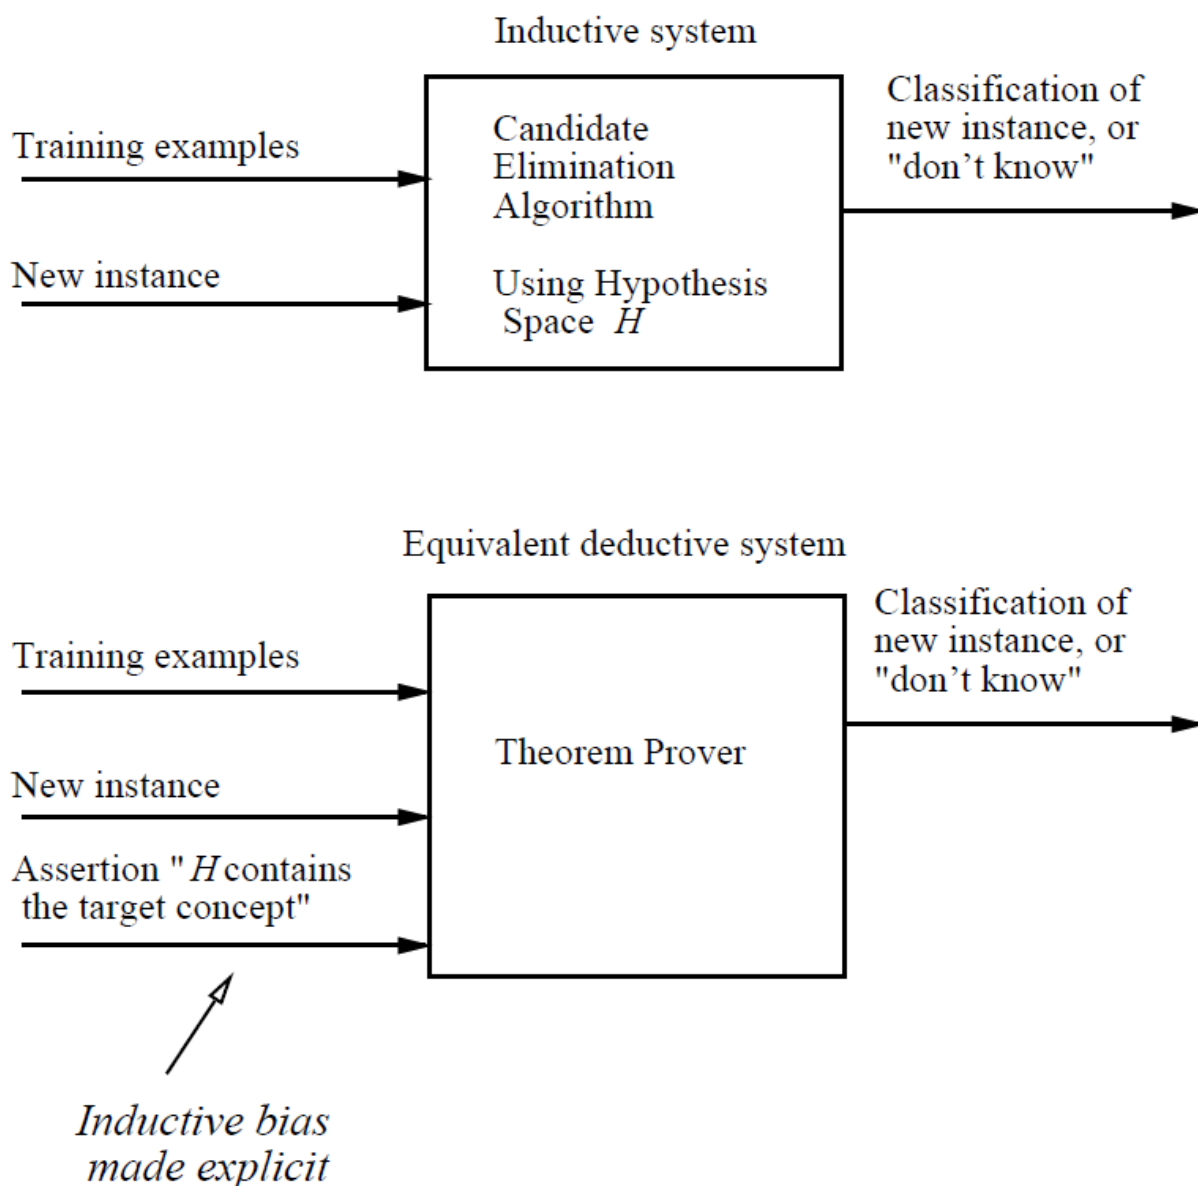 Inductive system
Training examples
New instance
Candidate
Elimination
Algorithm
Using Hypothesis
Space H
Classification of
new instance, or
"don’t know"
Equivalent deductive system
Training examples
New instance
Assertion " H contains
the target concept"
Theorem Prover
Classification of
new instance, or
"don’t know"
Inductive bias
made explicit